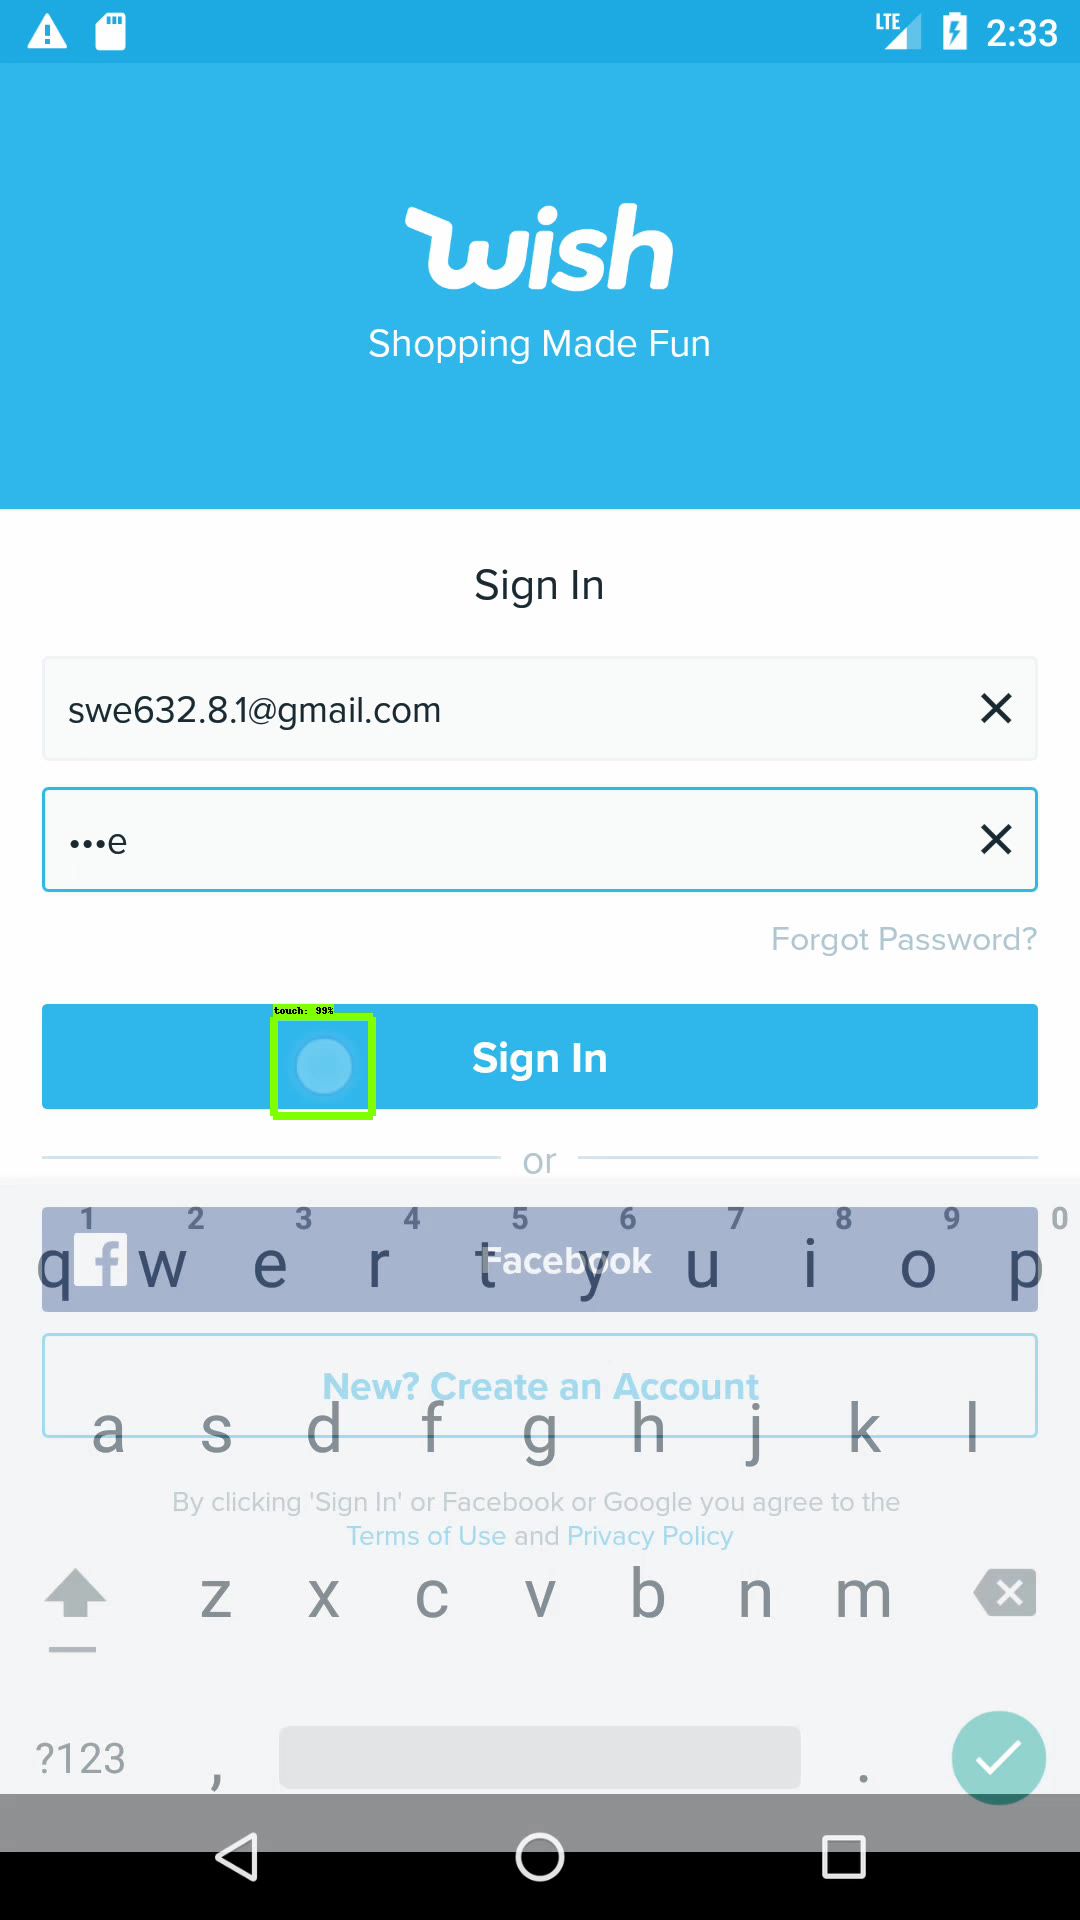 LTE 2:33
wish
Shopping Made Fun
Sign In
swe632.8.1@gmail.com
•••e
Forgot Password?
touch: 99%
Sign In
or
1 2 3 4 5 6 7 8 9 0
q w e r t y u i o p
Facebook
New? Create an Account
a s d f g h j k l
By clicking 'Sign In' or Facebook or Google you agree to the
Terms of Use and Privacy Policy
z x c v b n m
?123 , .